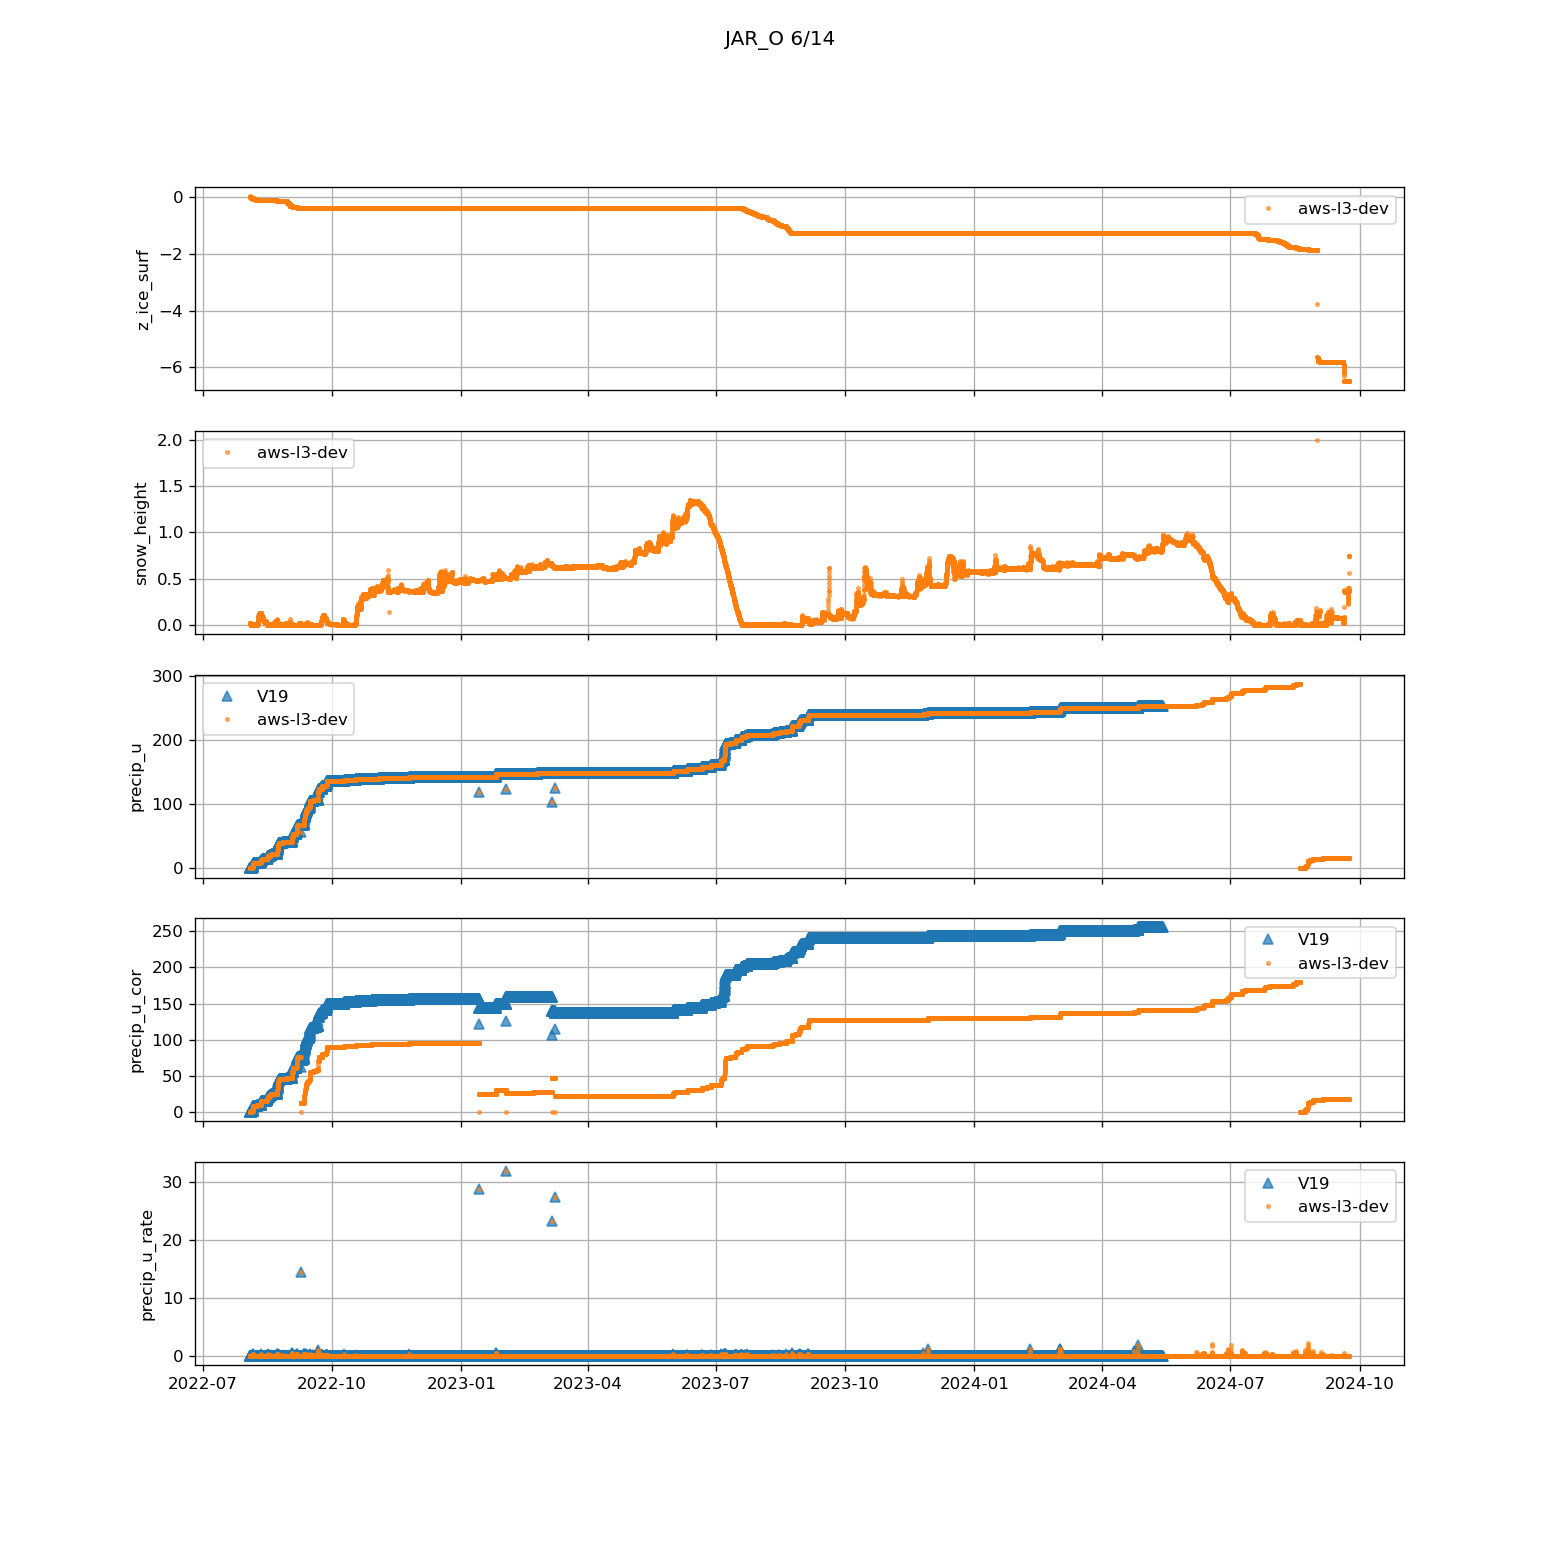 JAR_O 6/14
z_ice_surf
0
−2
−4
−6
aws-l3-dev
snow_height
2.0
1.5
1.0
0.5
0.0
aws-l3-dev
precip_u
300
200
100
0
V19
aws-l3-dev
precip_u_cor
250
200
150
100
50
0
V19
aws-l3-dev
precip_u_rate
30
20
10
0
V19
aws-l3-dev
2022-07 2022-10 2023-01 2023-04 2023-07 2023-10 2024-01 2024-04 2024-07 2024-10